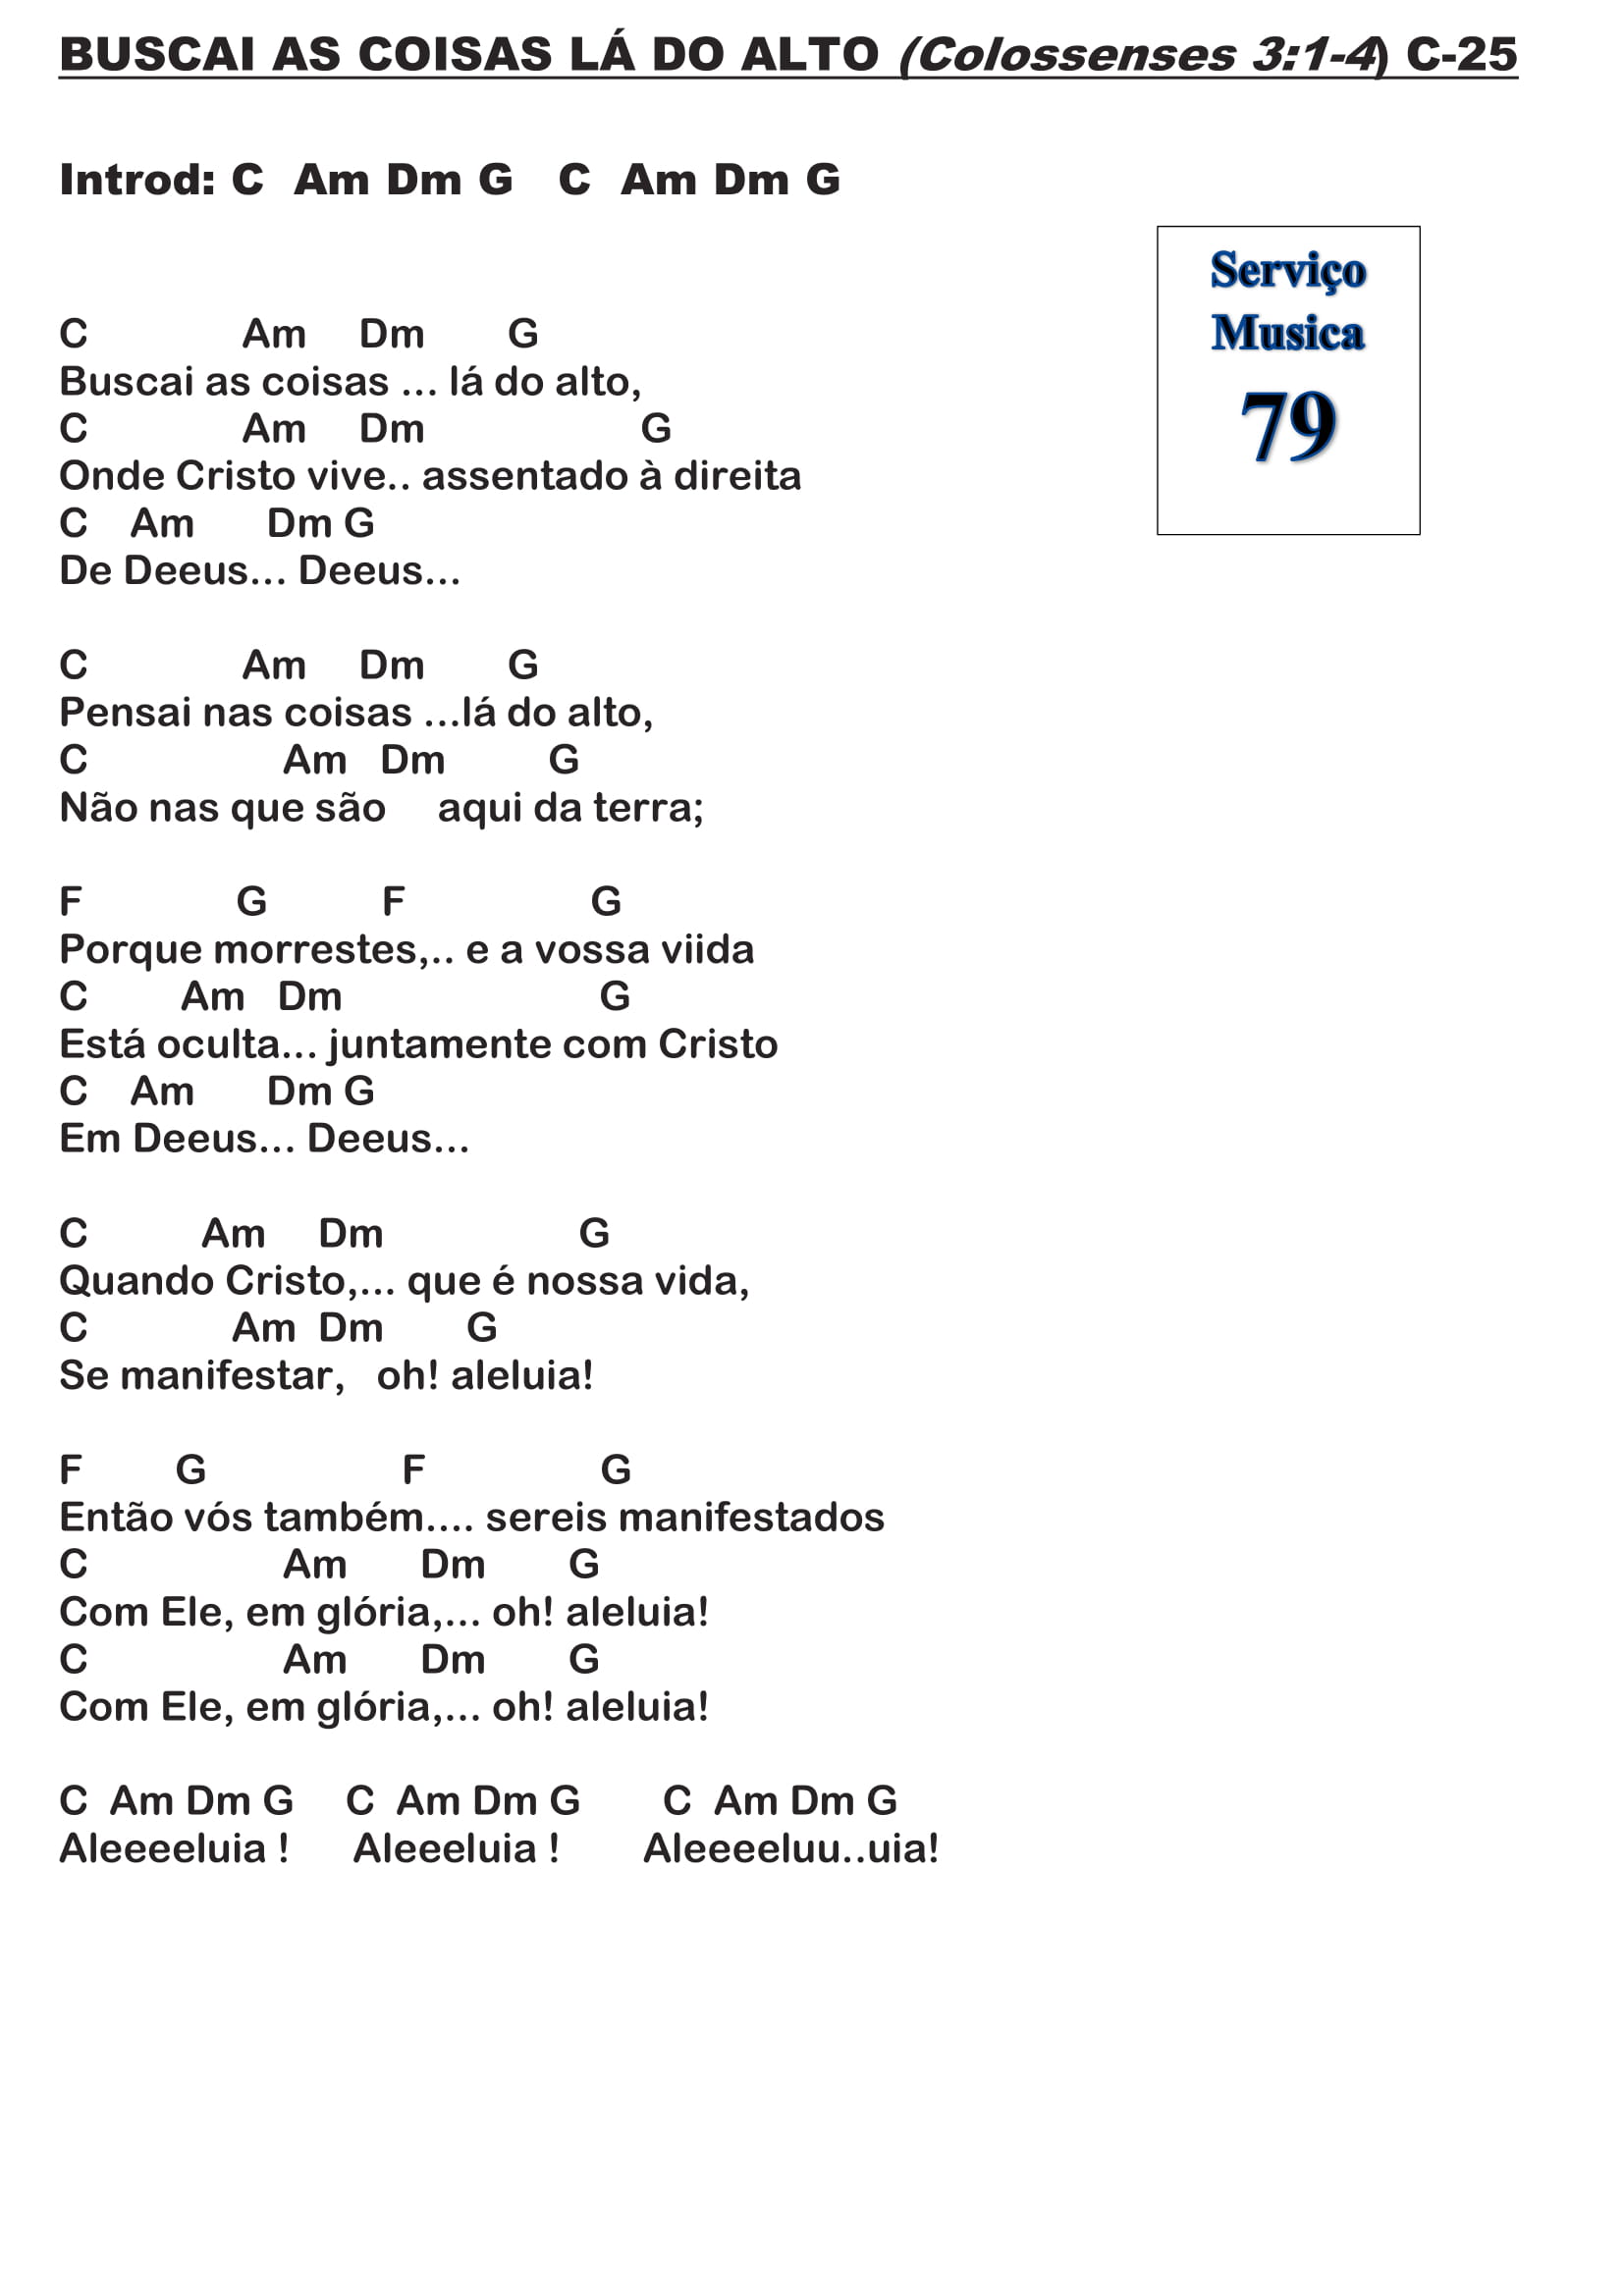 BUSCAI AS COISAS LÁ DO ALTO (Colossenses 3:1-4) C-25
Introd: C Am Dm G C Am Dm G
Serviço
Musica
79
C Am Dm G
Buscai as coisas ... lá do alto,
C Am Dm G
Onde Cristo vive.. assentado à direita
C Am Dm G
De Deeus... Deeus...
C Am Dm G
Pensai nas coisas ...lá do alto,
C Am Dm G
Não nas que são aqui da terra;
F G F G
Porque morrestes,.. e a vossa viida
C Am Dm G
Está oculta... juntamente com Cristo
C Am Dm G
Em Deeus... Deeus...
C Am Dm G
Quando Cristo,... que é nossa vida,
C Am Dm G
Se manifestar, oh! aleluia!
F G F G
Então vós também.... sereis manifestados
C Am Dm G
Com Ele, em glória,... oh! aleluia!
C Am Dm G
Com Ele, em glória,... oh! aleluia!
C Am Dm G C Am Dm G C Am Dm G
Aleeeeluia ! Aleeeluia ! Aleeeeluu..uia!